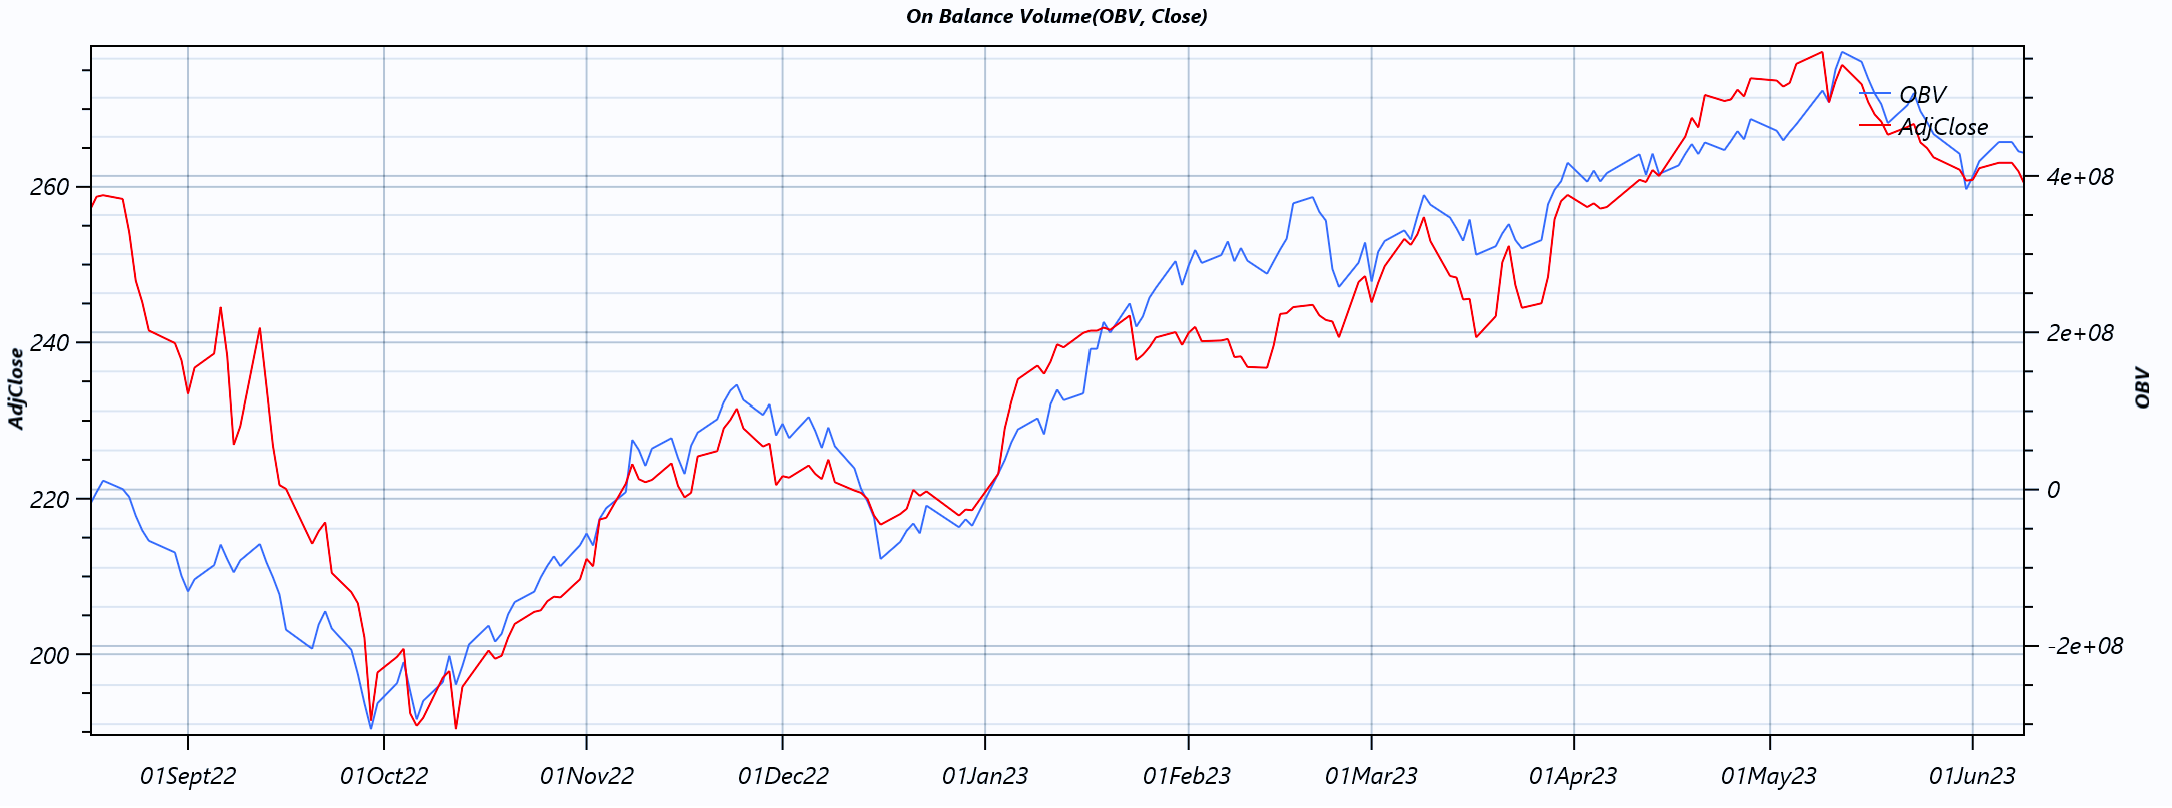 On Balance Volume(OBV, Close)
OBV
AdjClose
260
240
220
200
AdjClose
4e+08
2e+08
0
-2e+08
OBV
01Sept22 01Oct22 01Nov22 01Dec22 01Jan23 01Feb23 01Mar23 01Apr23 01May23 01Jun23